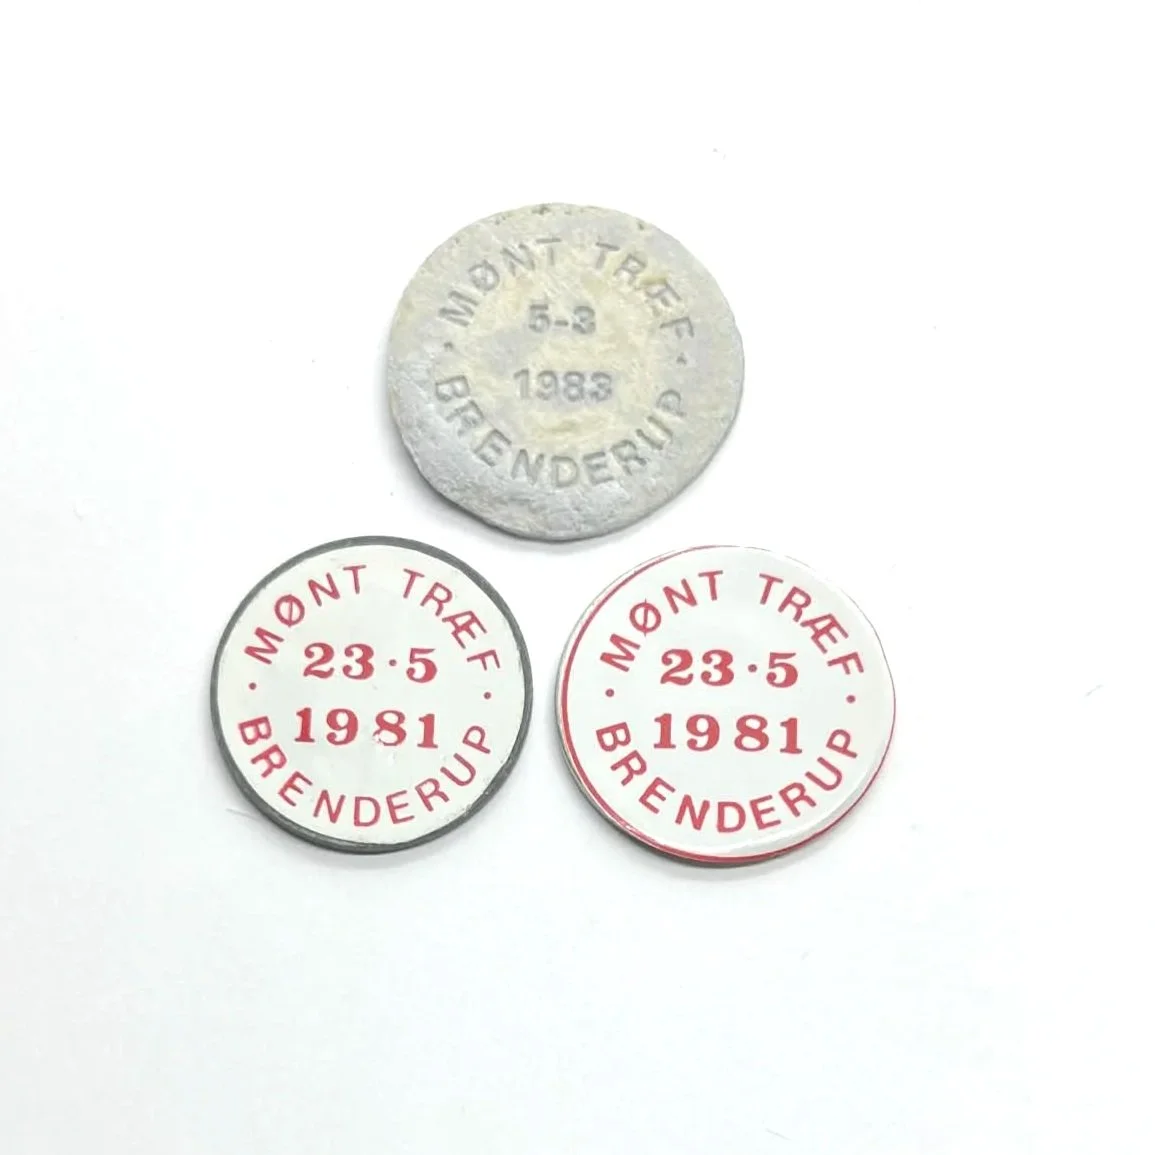 · MØNT TRÆF ·
5-3
1983
BRENDERUP
· MØNT TRÆF ·
23·5
1981
BRENDERUP
· MØNT TRÆF ·
23·5
1981
BRENDERUP